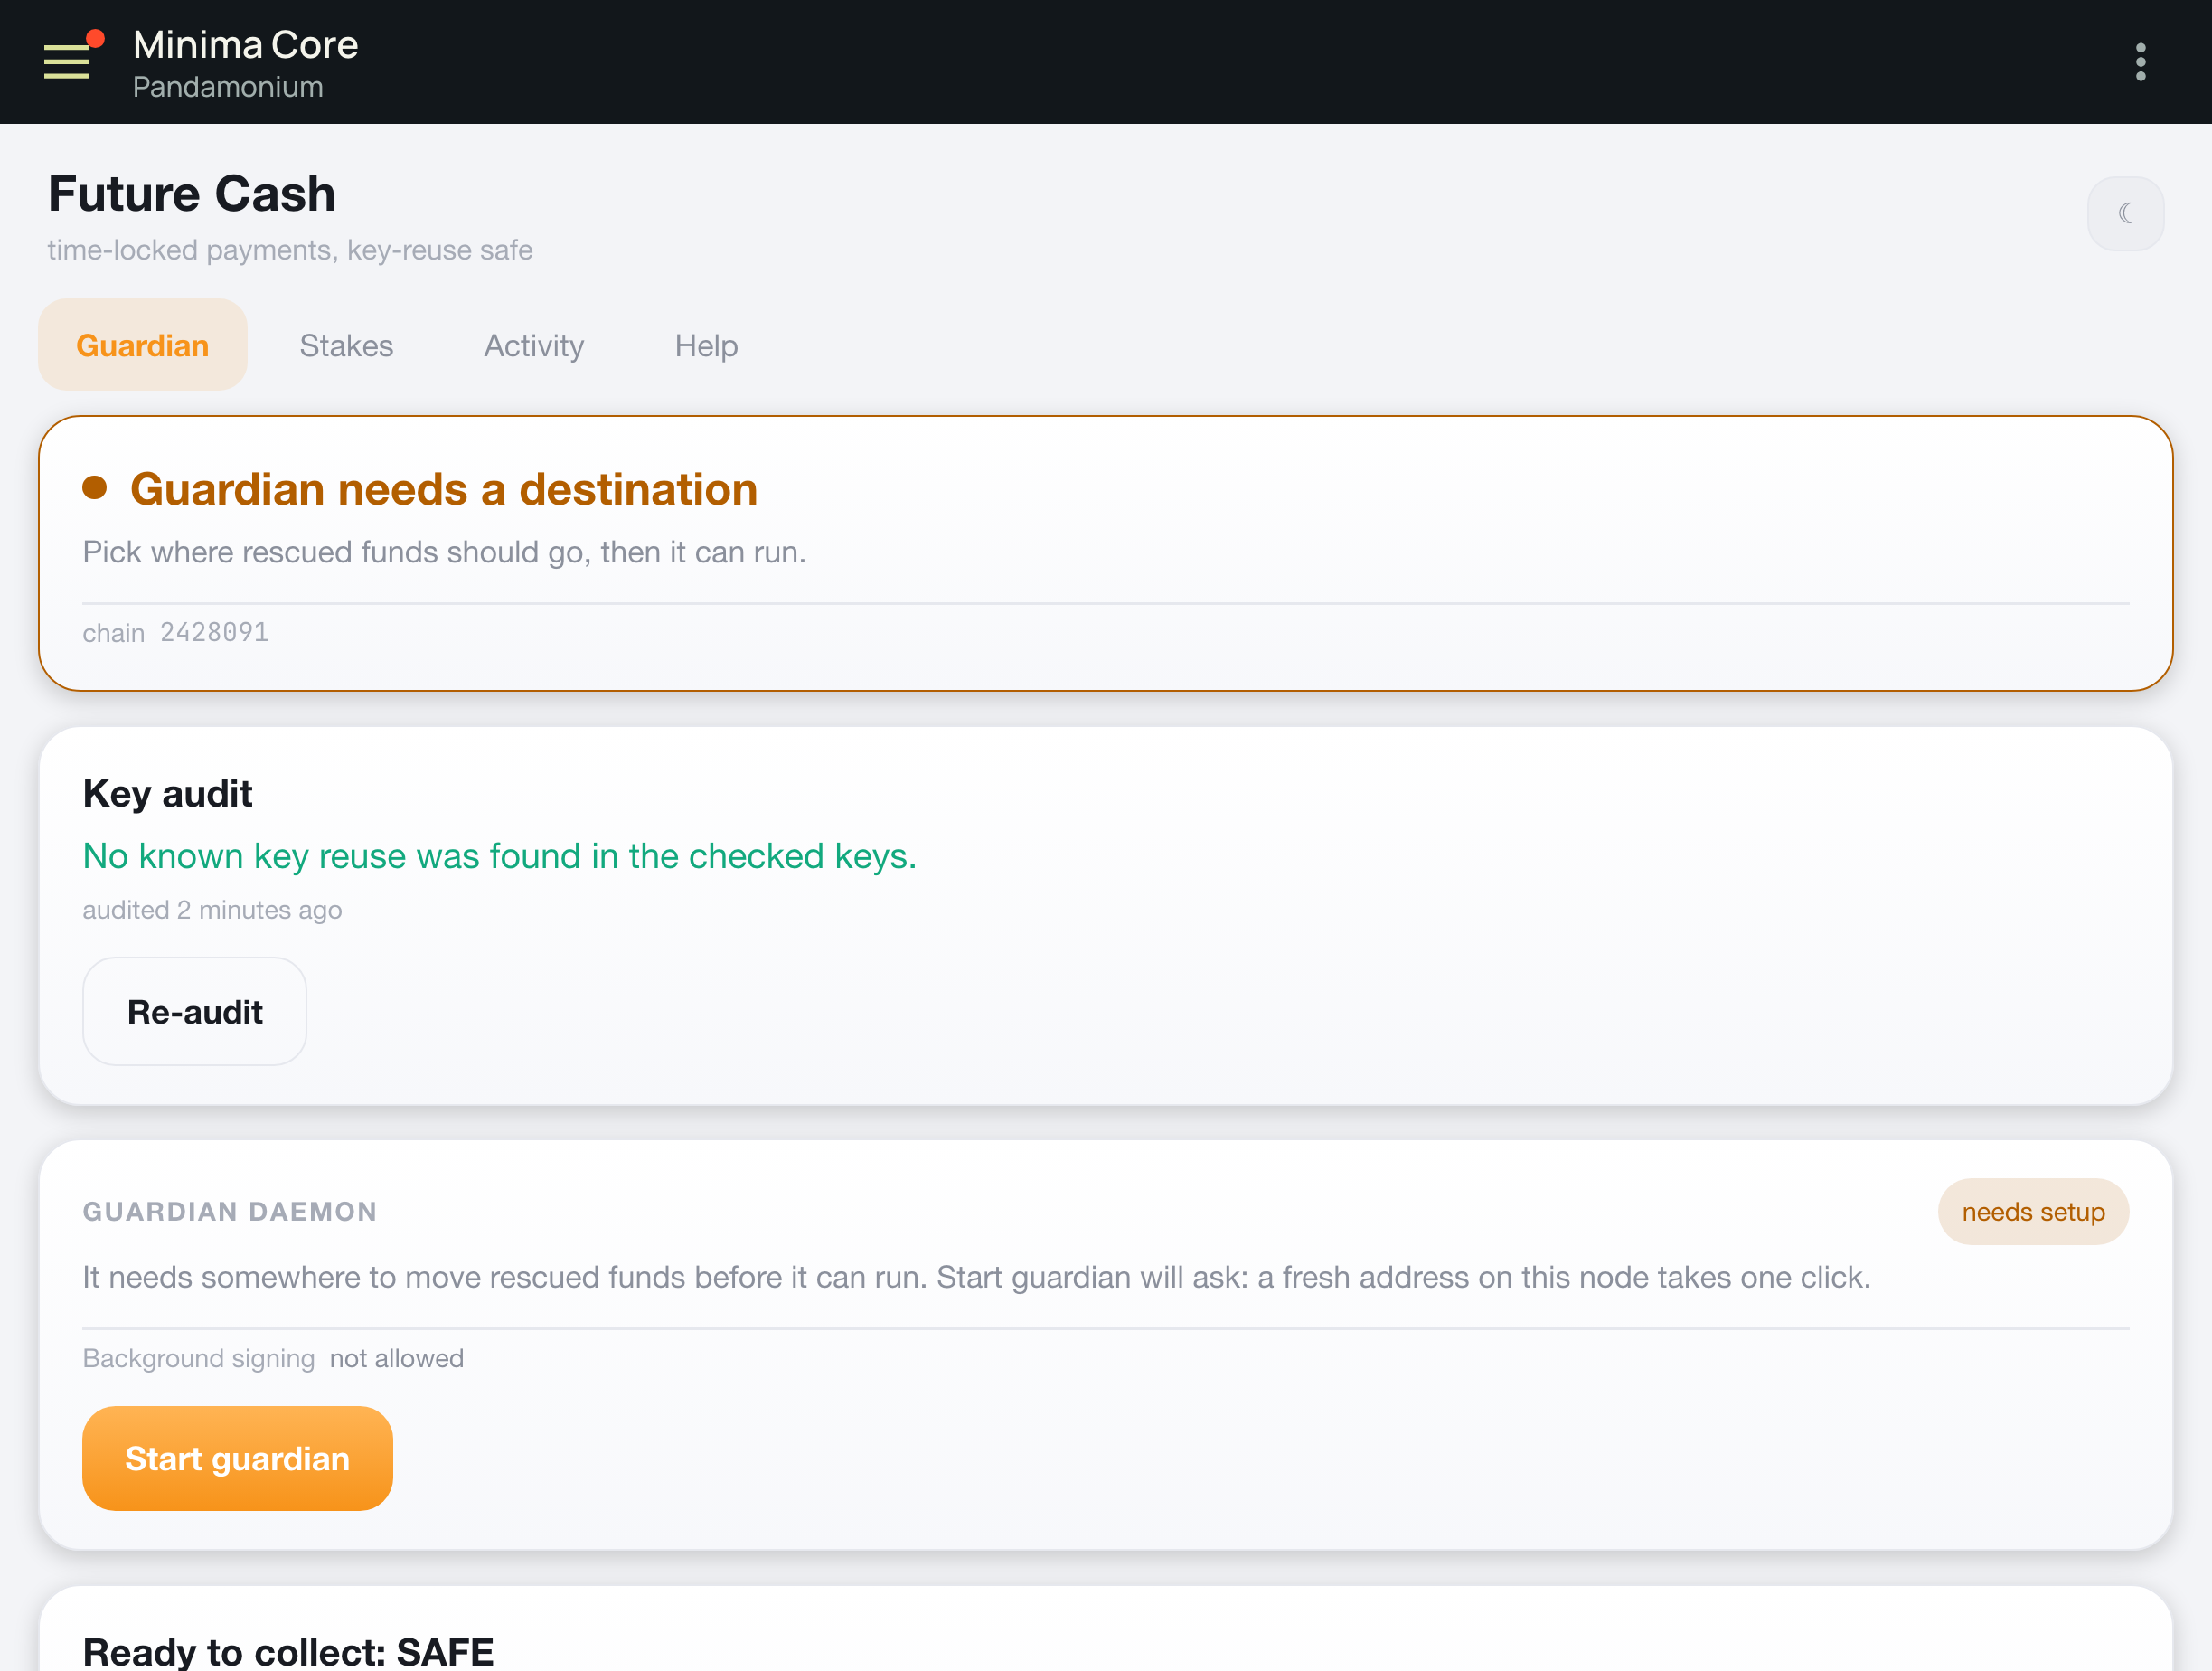 Minima Core
Pandamonium
Future Cash
time-locked payments, key-reuse safe
Guardian
Stakes
Activity
Help
Guardian needs a destination
Pick where rescued funds should go, then it can run.
chain 2428091
Key audit
No known key reuse was found in the checked keys.
audited 2 minutes ago
Re-audit
GUARDIAN DAEMON
needs setup
It needs somewhere to move rescued funds before it can run. Start guardian will ask: a fresh address on this node takes one click.
Background signing not allowed
Start guardian
Ready to collect: SAFE